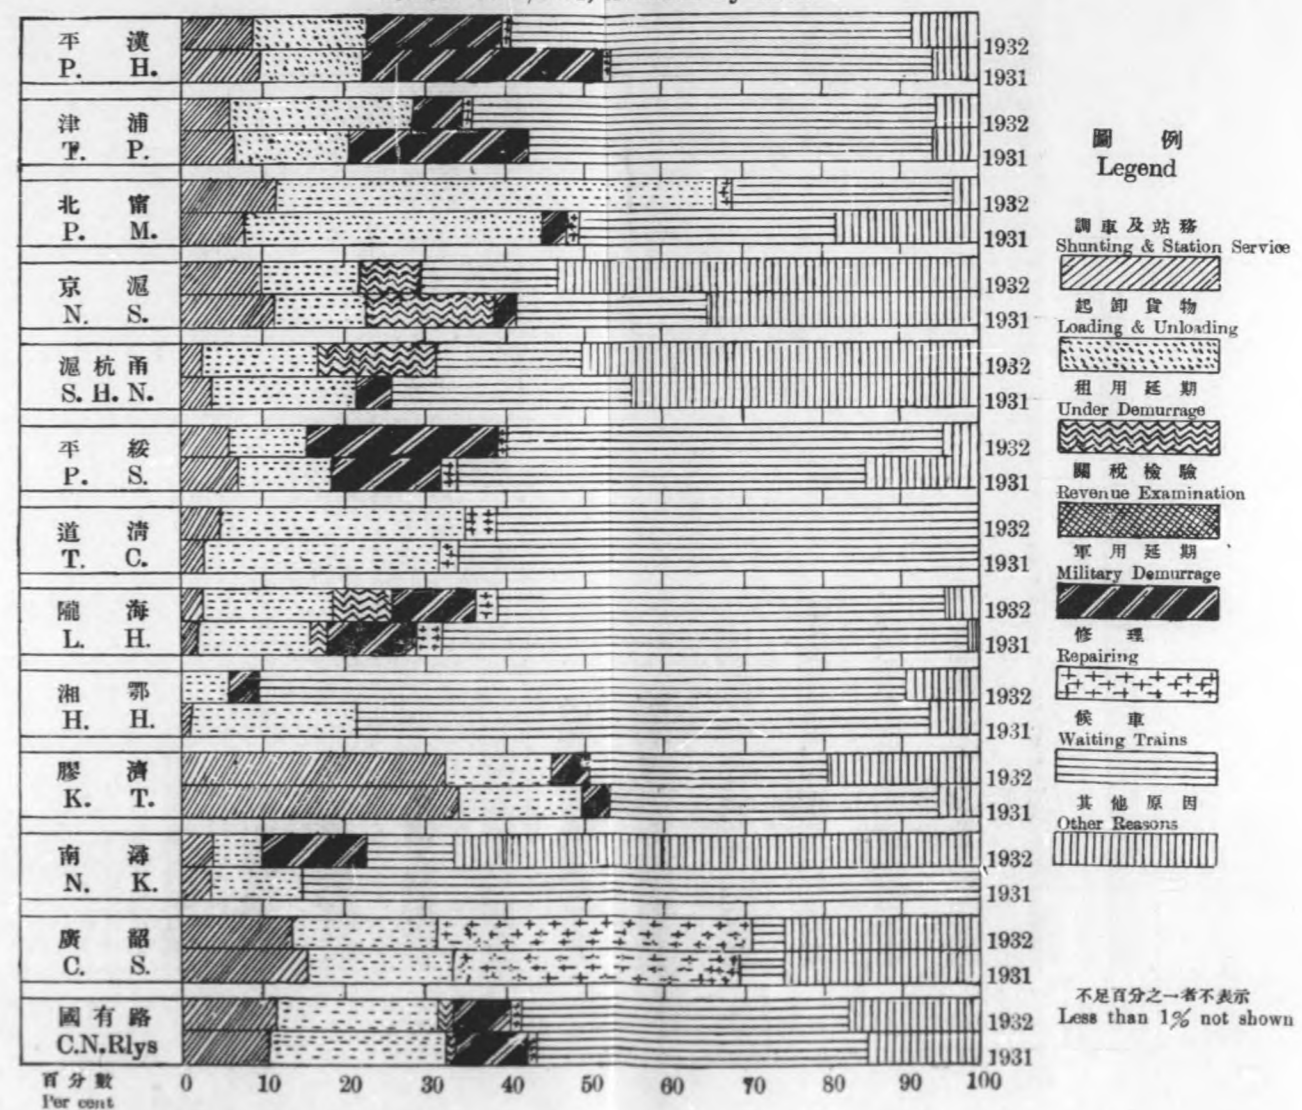 平 漢 1932
P. H. 1931
津 浦 1932
T. P. 1931
北 甯 1932
P. M. 1931
京 滬 1932
N. S. 1931
滬 杭 甬 1932
S. H. N. 1931
平 綏 1932
P. S. 1931
道 清 1932
T. C. 1931
隴 海 1932
L. H. 1931
湘 鄂 1932
H. H. 1931
膠 濟 1932
K. T. 1931
南 潯 1932
N. K. 1931
廣 韶 1932
C. S. 1931
國 有 路 1932
C.N.Rlys 1931
百 分 數
Per cent
0 10 20 30 40 50 60 70 80 90 100
圖 例
Legend
調 車 及 站 務
Shunting & Station Service
起 卸 貨 物
Loading & Unloading
租 用 延 期
Under Demurrage
關 稅 檢 驗
Revenue Examination
軍 用 延 期
Military Demurrage
修 理
Repairing
候 車
Waiting Trains
其 他 原 因
Other Reasons
不足百分之一者不表示
Less than 1% not shown